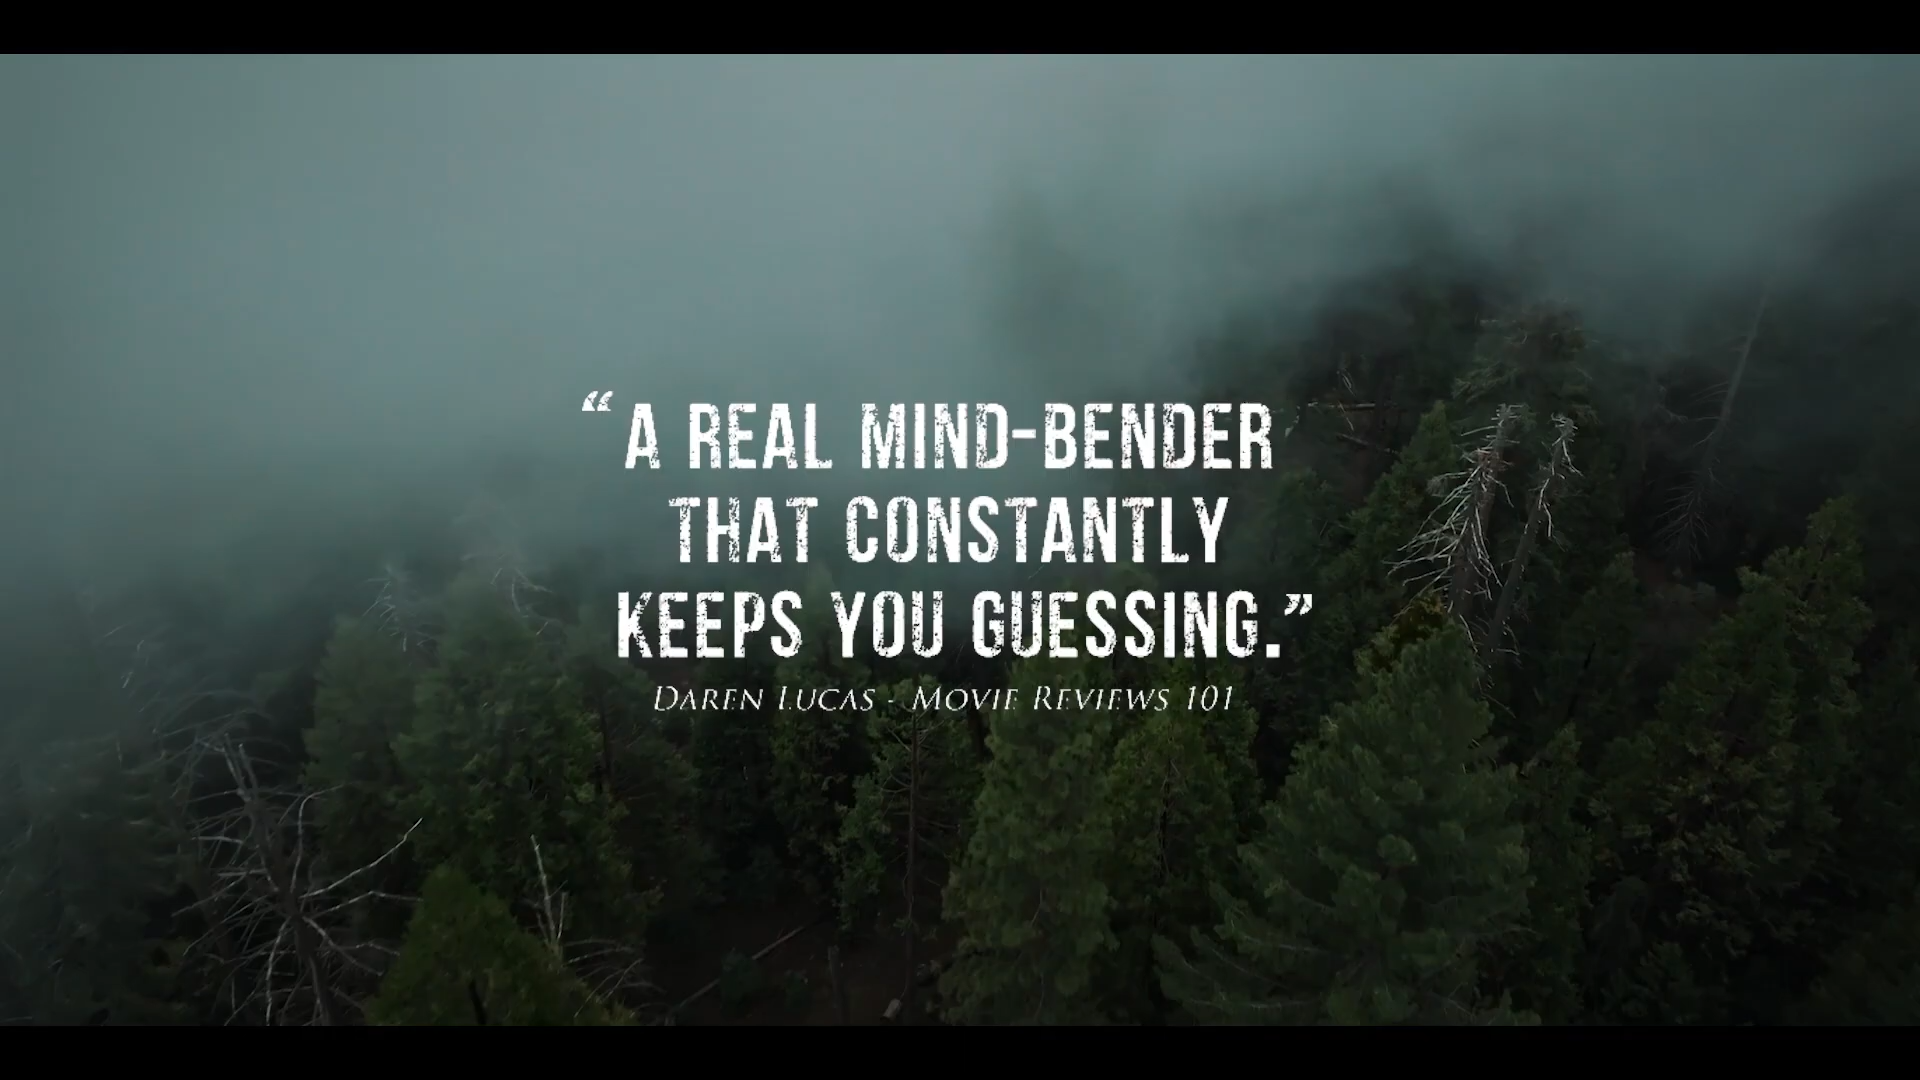 “A REAL MIND-BENDER
THAT CONSTANTLY
KEEPS YOU GUESSING.”
DAREN LUCAS - MOVIE REVIEWS 101